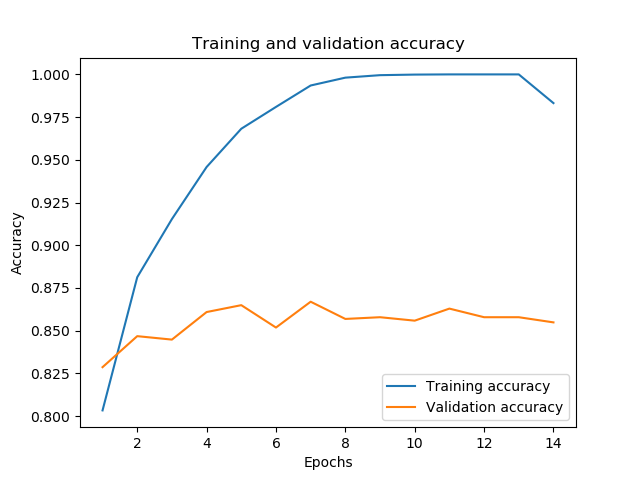 Training and validation accuracy
1.000
0.975
0.950
0.925
0.900
0.875
0.850
0.825
0.800
Accuracy
Training accuracy
Validation accuracy
2 4 6 8 10 12 14
Epochs